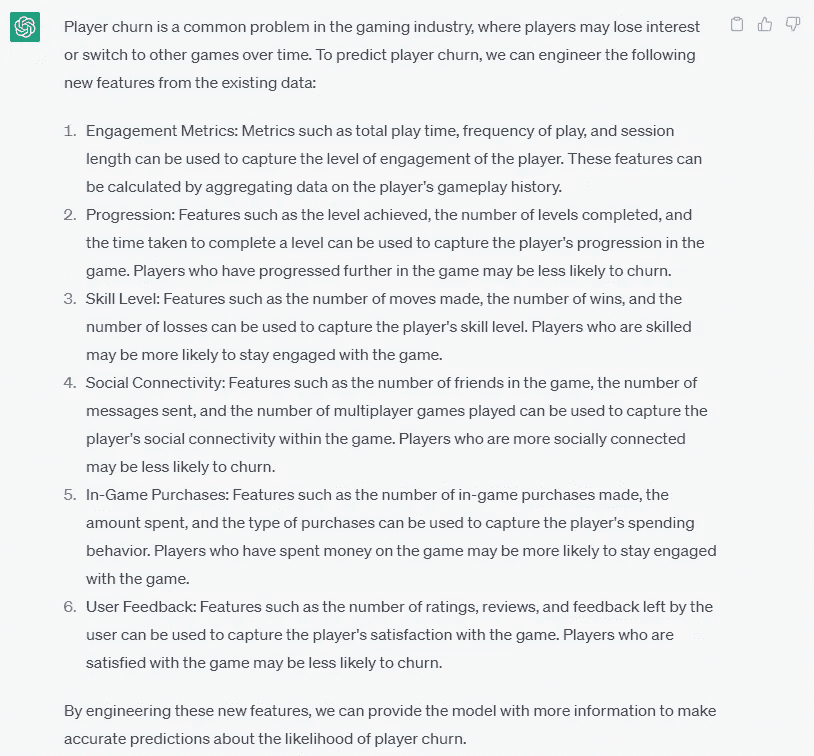 Player churn is a common problem in the gaming industry, where players may lose interest
or switch to other games over time. To predict player churn, we can engineer the following
new features from the existing data:
1. Engagement Metrics: Metrics such as total play time, frequency of play, and session
length can be used to capture the level of engagement of the player. These features can
be calculated by aggregating data on the player's gameplay history.
2. Progression: Features such as the level achieved, the number of levels completed, and
the time taken to complete a level can be used to capture the player's progression in the
game. Players who have progressed further in the game may be less likely to churn.
3. Skill Level: Features such as the number of moves made, the number of wins, and the
number of losses can be used to capture the player's skill level. Players who are skilled
may be more likely to stay engaged with the game.
4. Social Connectivity: Features such as the number of friends in the game, the number of
messages sent, and the number of multiplayer games played can be used to capture the
player's social connectivity within the game. Players who are more socially connected
may be less likely to churn.
5. In-Game Purchases: Features such as the number of in-game purchases made, the
amount spent, and the type of purchases can be used to capture the player's spending
behavior. Players who have spent money on the game may be more likely to stay engaged
with the game.
6. User Feedback: Features such as the number of ratings, reviews, and feedback left by the
user can be used to capture the player's satisfaction with the game. Players who are
satisfied with the game may be less likely to churn.
By engineering these new features, we can provide the model with more information to make
accurate predictions about the likelihood of player churn.